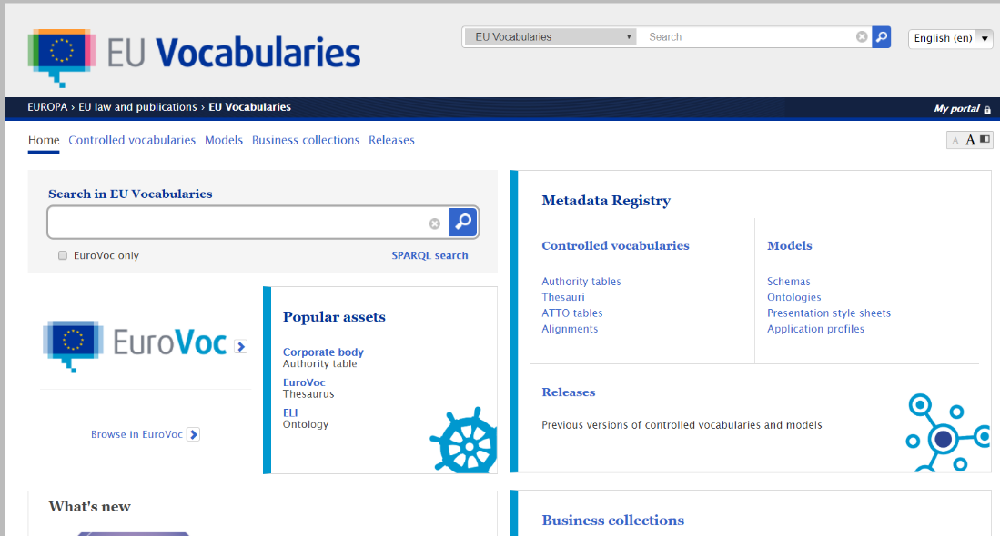 EU Vocabularies
EU Vocabularies
Search
English (en)
EUROPA › EU law and publications › EU Vocabularies
My portal
Home Controlled vocabularies Models Business collections Releases
A A
Search in EU Vocabularies
EuroVoc only
SPARQL search
EuroVoc
Browse in EuroVoc
Popular assets
Corporate body
Authority table
EuroVoc
Thesaurus
ELI
Ontology
Metadata Registry
Controlled vocabularies
Authority tables
Thesauri
ATTO tables
Alignments
Models
Schemas
Ontologies
Presentation style sheets
Application profiles
Releases
Previous versions of controlled vocabularies and models
What's new
Business collections